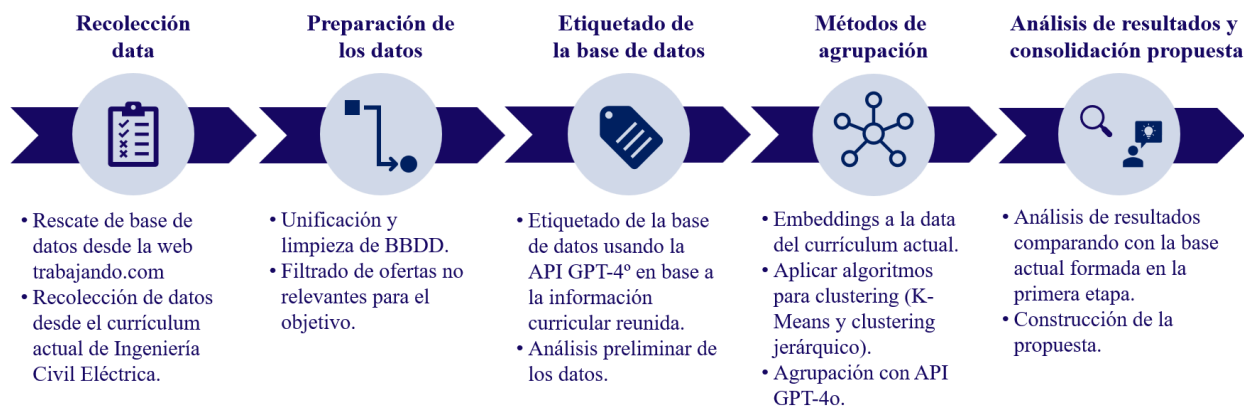 Recolección
data
• Rescate de base de
datos desde la web
trabajando.com
• Recolección de datos
desde el currículum
actual de Ingeniería
Civil Eléctrica.
Preparación de
los datos
• Unificación y
limpieza de BBDD.
• Filtrado de ofertas no
relevantes para el
objetivo.
Etiquetado de
la base de datos
• Etiquetado de la base
de datos usando la
API GPT-4º en base a
la información
curricular reunida.
• Análisis preliminar de
los datos.
Métodos de
agrupación
• Embeddings a la data
del currículum actual.
• Aplicar algoritmos
para clustering (K-
Means y clustering
jerárquico).
• Agrupación con API
GPT-4o.
Análisis de resultados y
consolidación propuesta
• Análisis de resultados
comparando con la base
actual formada en la
primera etapa.
• Construcción de la
propuesta.